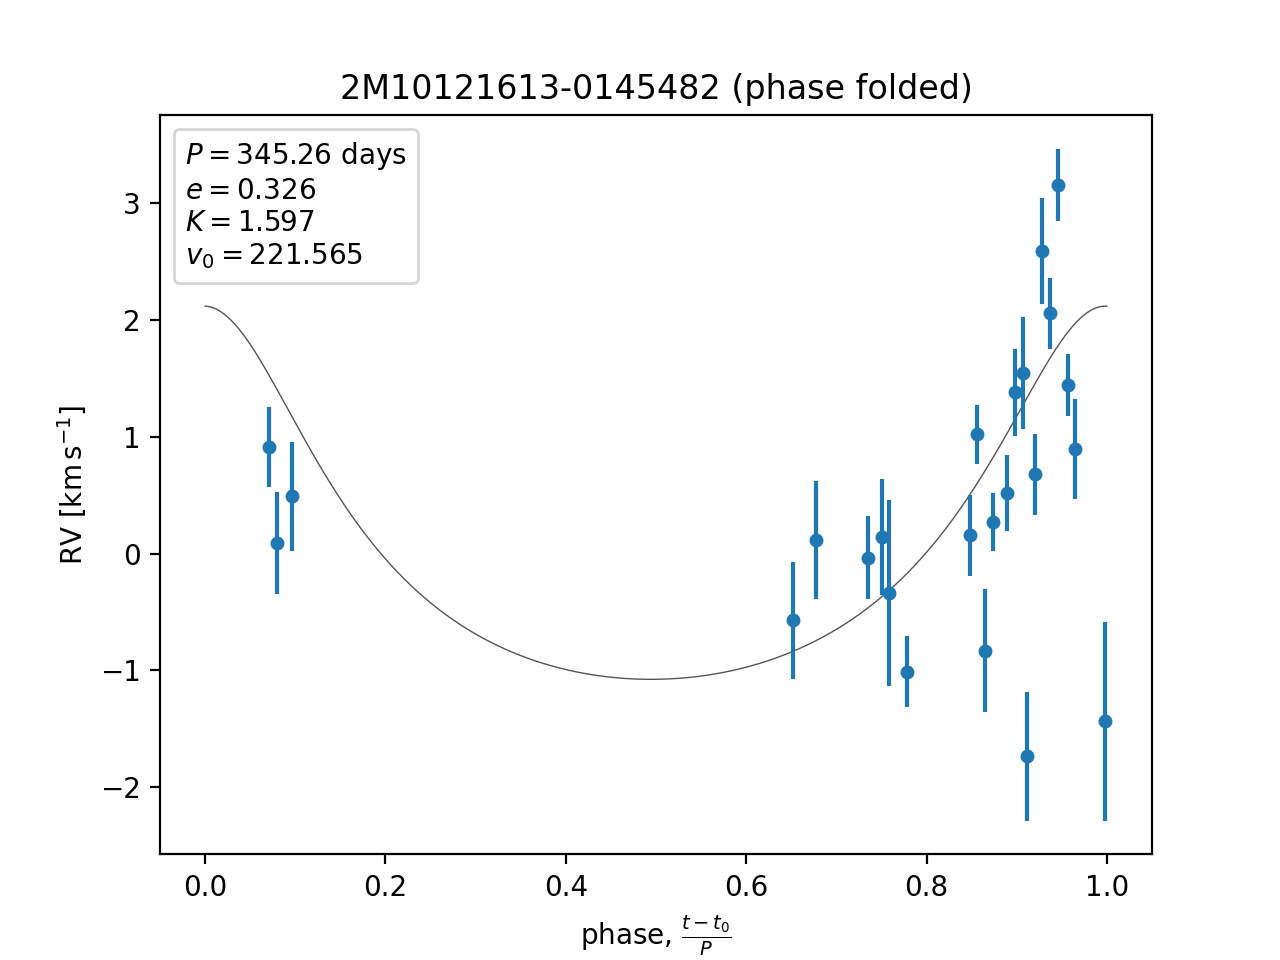 2M10121613-0145482 (phase folded)
P = 345.26 days
e = 0.326
K = 1.597
v₀ = 221.565
3
2
1
0
−1
−2
RV [km s⁻¹]
0.0 0.2 0.4 0.6 0.8 1.0
phase, (t − t₀)/P